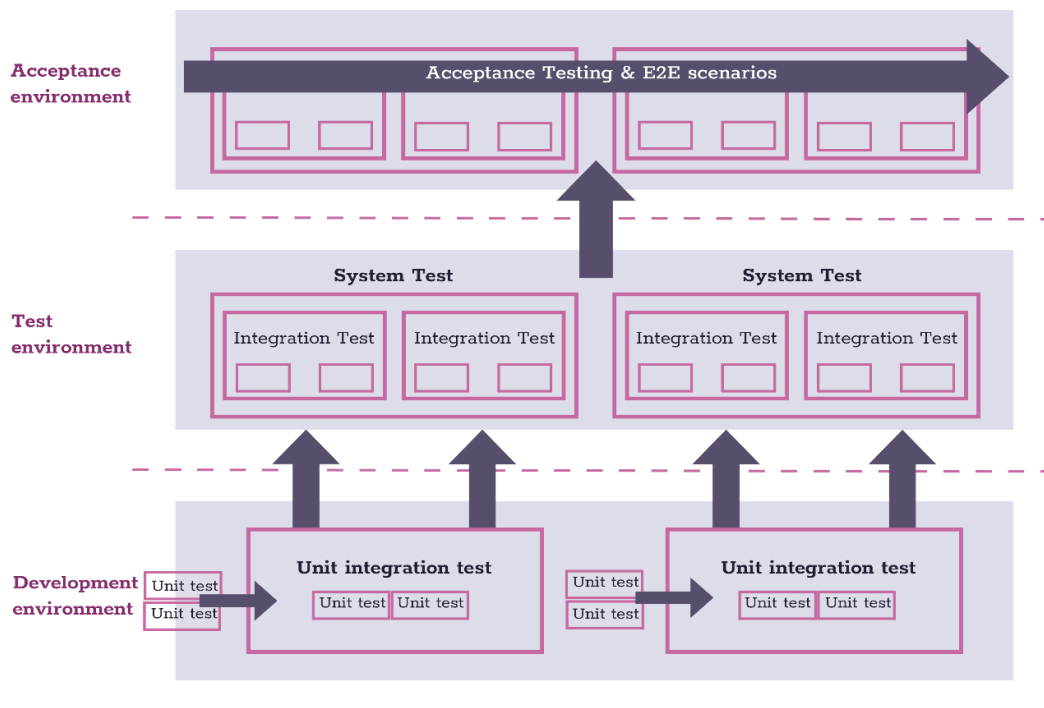 Acceptance
environment
Acceptance Testing & E2E scenarios
Test
environment
System Test
System Test
Integration Test
Integration Test
Integration Test
Integration Test
Development
environment
Unit test
Unit test
Unit integration test
Unit test
Unit test
Unit test
Unit test
Unit integration test
Unit test
Unit test